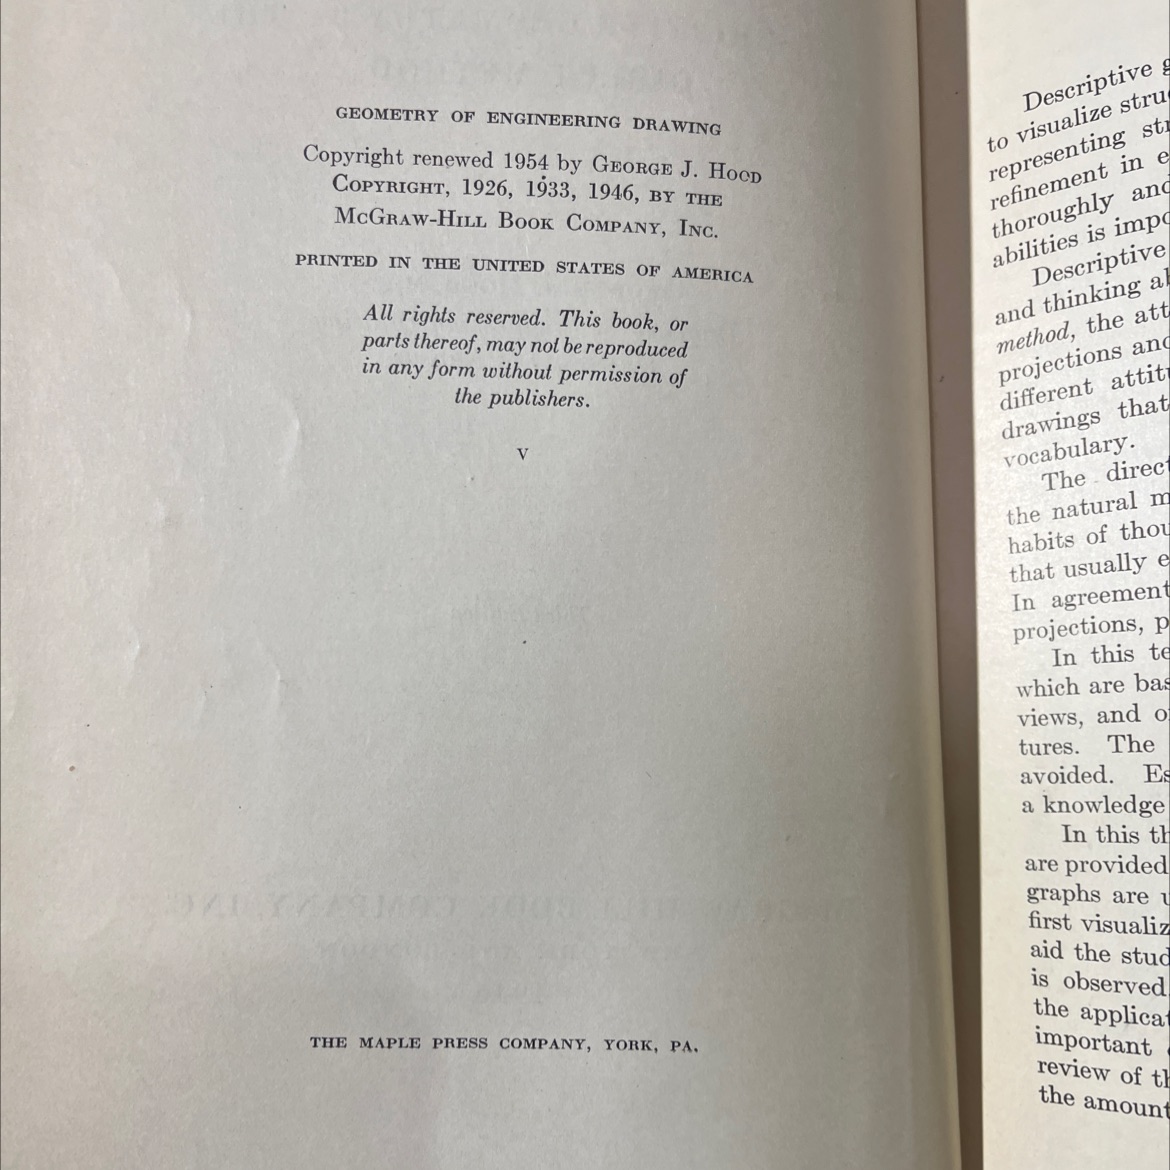 GEOMETRY OF ENGINEERING DRAWING
Copyright renewed 1954 by GEORGE J. HOOD
COPYRIGHT, 1926, 1933, 1946, BY THE
MCGRAW-HILL BOOK COMPANY, INC.
PRINTED IN THE UNITED STATES OF AMERICA
All rights reserved. This book, or
parts thereof, may not be reproduced
in any form without permission of
the publishers.
V
THE MAPLE PRESS COMPANY, YORK, PA.
Descriptive
to visualize
representing
refinement in
thoroughly and
abilities is
Descriptive
and thinking
method, the
projections and
different
drawings that
vocabulary.
The
the natural
habits of
that usually
In agreement
projections,
In this
which are
views, and
tures. The
avoided.
a knowledge
In this
are provided
graphs are
first
aid the
is observed
the
important
review of
the amount